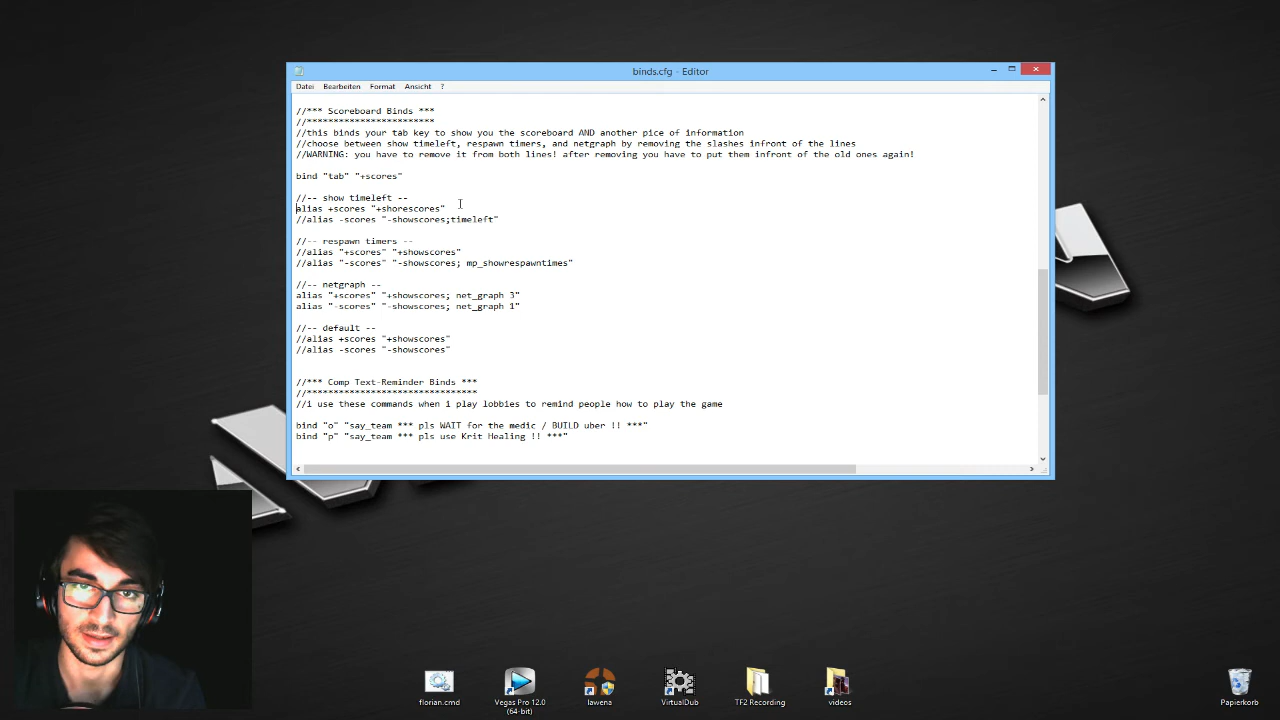 binds.cfg - Editor
Datei Bearbeiten Format Ansicht ?
//*** Scoreboard Binds ***
//************************
//this binds your tab key to show you the scoreboard AND another pice of information
//choose between show timeleft, respawn timers, and netgraph by removing the slashes infront of the lines
//WARNING: you have to remove it from both lines! after removing you have to put them infront of the old ones again!
bind "tab" "+scores"
//-- show timeleft --
alias +scores "+shorescores"
//alias -scores "-showscores;timeleft"
//-- respawn timers --
//alias "+scores" "+showscores"
//alias "-scores" "-showscores; mp_showrespawntimes"
//-- netgraph --
alias "+scores" "+showscores; net_graph 3"
alias "-scores" "-showscores; net_graph 1"
//-- default --
//alias +scores "+showscores"
//alias -scores "-showscores"
//*** Comp Text-Reminder Binds ***
//********************************
//i use these commands when i play lobbies to remind people how to play the game
bind "o" "say_team *** pls WAIT for the medic / BUILD uber !! ***"
bind "p" "say_team *** pls use Krit Healing !! ***"
florian.cmd
Vegas Pro 12.0 (64-bit)
lawena
VirtualDub
TF2 Recording
videos
Papierkorb